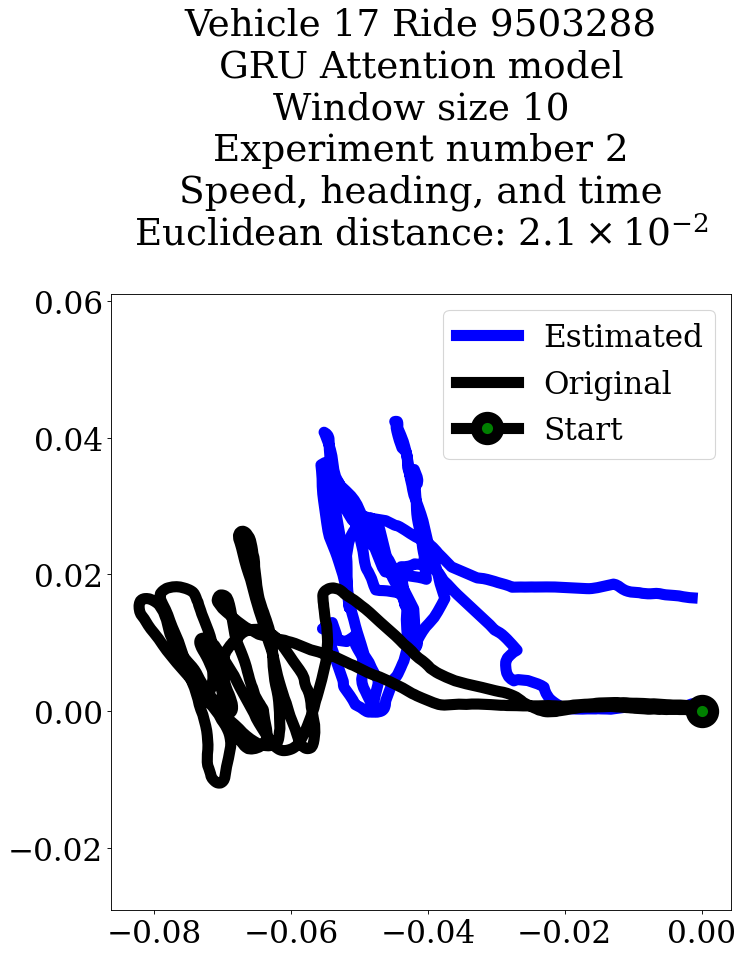 Vehicle 17 Ride 9503288
GRU Attention model
Window size 10
Experiment number 2
Speed, heading, and time
Euclidean distance: 2.1 × 10⁻²
0.06
Estimated
Original
Start
0.04
0.02
0.00
−0.02
−0.08 −0.06 −0.04 −0.02 0.00